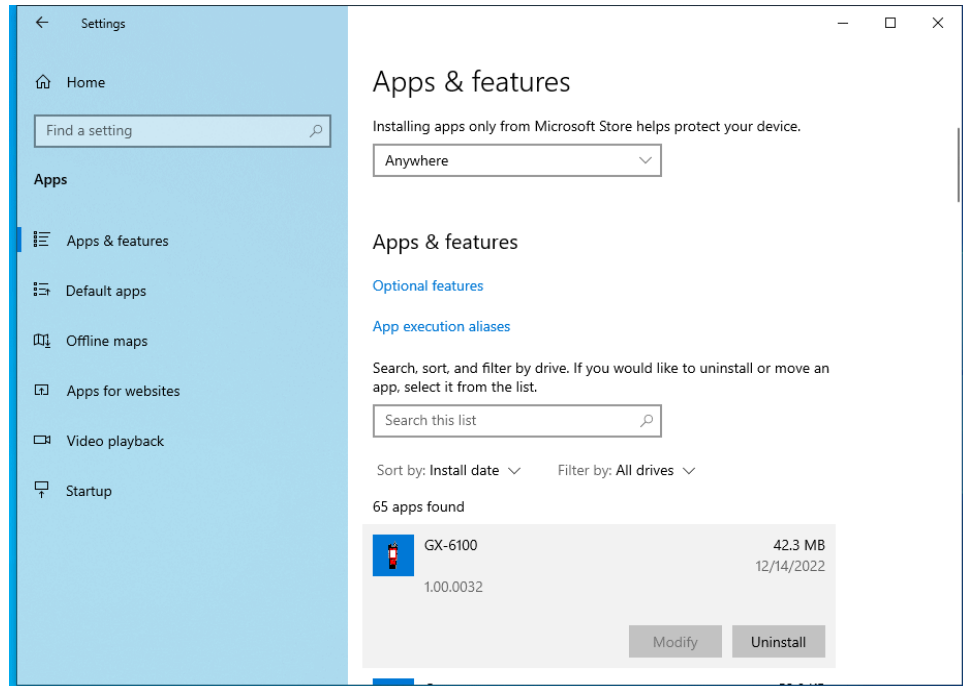 Settings
Home
Find a setting
Apps
Apps & features
Default apps
Offline maps
Apps for websites
Video playback
Startup
Apps & features
Installing apps only from Microsoft Store helps protect your device.
Anywhere
Apps & features
Optional features
App execution aliases
Search, sort, and filter by drive. If you would like to uninstall or move an
app, select it from the list.
Search this list
Sort by: Install date Filter by: All drives
65 apps found
GX-6100 42.3 MB
12/14/2022
1.00.0032
Modify Uninstall